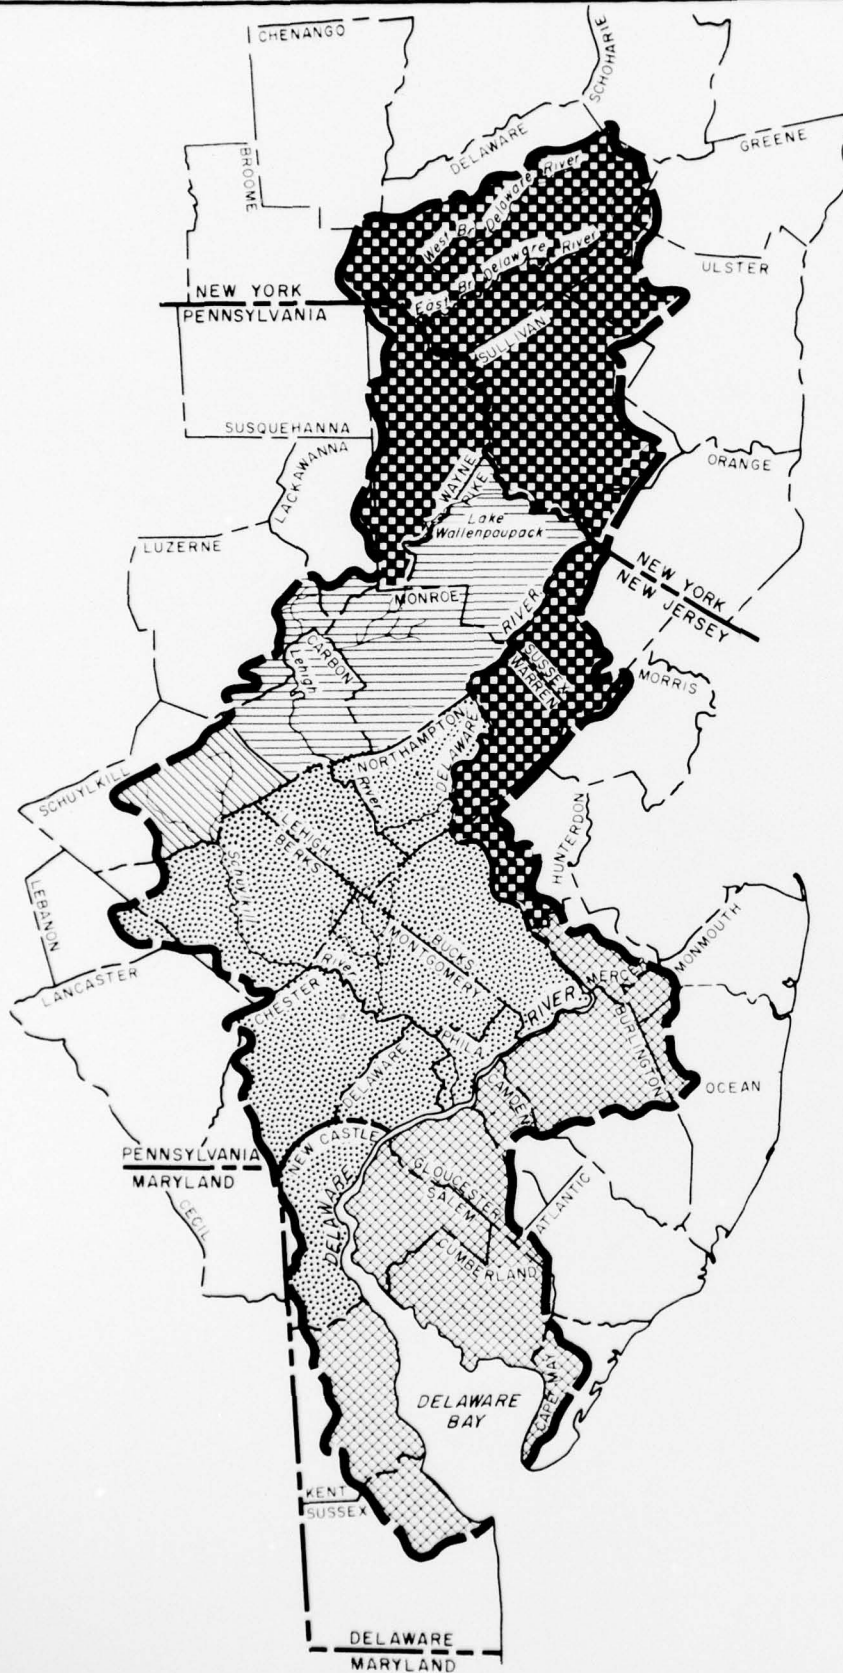 CHENANGO
SCHOHARIE
DELAWARE
GREENE
BROOME
West Br Delaware River
East Br Delaware River
ULSTER
NEW YORK
PENNSYLVANIA
SULLIVAN
SUSQUEHANNA
LACKAWANNA
WAYNE
PIKE
ORANGE
Lake
Wallenpaupack
LUZERNE
NEW YORK
NEW JERSEY
MONROE
RIVER
CARBON
Lehigh
SUSSEX
WARREN
MORRIS
NORTHAMPTON
DELAWARE
River
SCHUYLKILL
LEHIGH
BERKS
HUNTERDON
Schuylkill
LEBANON
BUCKS
MONTGOMERY
MONMOUTH
River
MERCER
LANCASTER
CHESTER
RIVER
BURLINGTON
PHILA
DELAWARE
CAMDEN
OCEAN
NEW CASTLE
PENNSYLVANIA
MARYLAND
GLOUCESTER
SALEM
ATLANTIC
CECIL
DELAWARE
CUMBERLAND
CAPE MAY
DELAWARE
BAY
KENT
SUSSEX
DELAWARE
MARYLAND